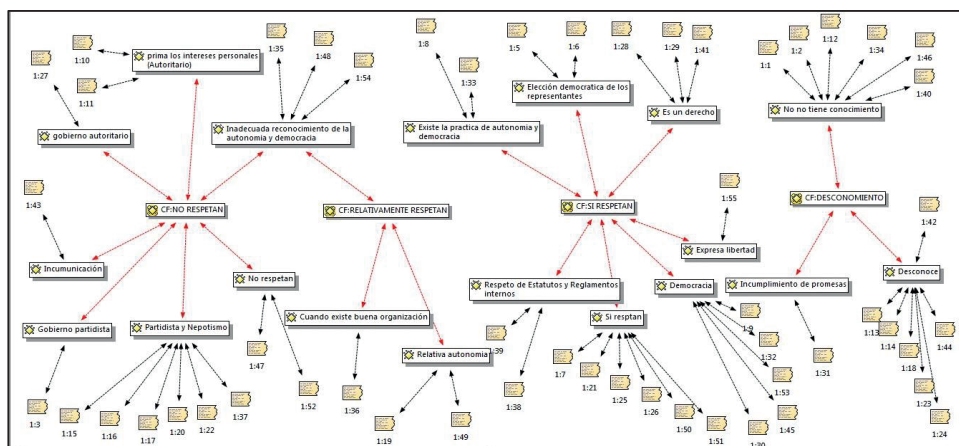 1:8
1:5
1:6
1:28
1:29
1:41
1:2
1:12
1:34
1:46
1:10
1:35
1:48
1:54
1:27
1:11
1:33
1:1
1:40
prima los intereses personales
(Autoritario)
Elección democratica de los
representantes
Es un derecho
No no tiene conocimiento
gobierno autoritario
Inadecuada reconocimiento de la
autonomia y democracia
Existe la practica de autonomia y
democracia
CF:NO RESPETAN
CF:RELATIVAMENTE RESPETAN
CF:SI RESPETAN
CF:DESCONOMIENTO
1:43
1:55
1:42
Incumunicación
No respetan
Expresa libertad
Desconoce
Respeto de Estatutos y Reglamentos
internos
Democracia
Incumplimiento de promesas
Gobierno partidista
Partidista y Nepotismo
Cuando existe buena organización
Relativa autonomia
Si resptan
1:3
1:15
1:16
1:17
1:20
1:22
1:37
1:47
1:52
1:36
1:19
1:49
1:39
1:38
1:7
1:21
1:25
1:26
1:50
1:51
1:30
1:45
1:53
1:32
1:9
1:31
1:13
1:14
1:18
1:23
1:24
1:44